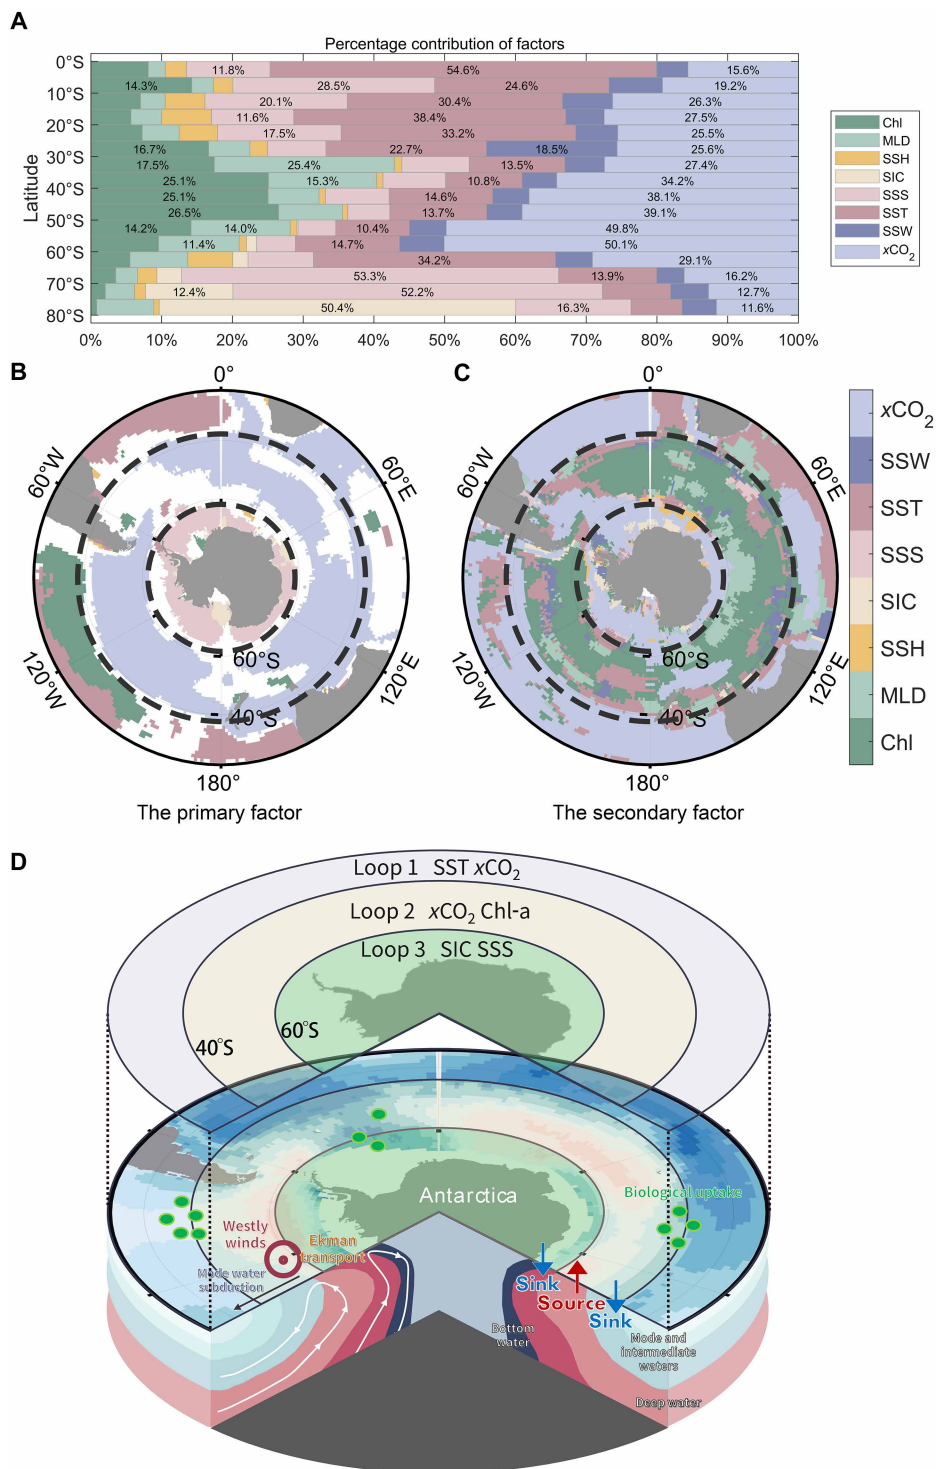 A
Percentage contribution of factors
0°S
11.8% 54.6% 15.6%
14.3% 28.5% 24.6% 19.2%
10°S
20.1% 30.4% 26.3%
11.6% 38.4% 27.5%
20°S
17.5% 33.2% 25.5%
16.7% 22.7% 18.5% 25.6%
30°S
17.5% 25.4% 13.5% 27.4%
25.1% 15.3% 10.8% 34.2%
40°S
25.1% 14.6% 38.1%
26.5% 13.7% 39.1%
50°S
14.2% 14.0% 10.4% 49.8%
11.4% 14.7% 50.1%
60°S
34.2% 29.1%
53.3% 13.9% 16.2%
70°S
12.4% 52.2% 12.7%
50.4% 16.3% 11.6%
80°S
Latitude
0% 10% 20% 30% 40% 50% 60% 70% 80% 90% 100%
Chl
MLD
SSH
SIC
SSS
SST
SSW
xCO2
B
0°
60°W
60°E
120°W
120°E
60°S
40°S
180°
The primary factor
C
0°
60°W
60°E
120°W
120°E
60°S
40°S
180°
The secondary factor
xCO2
SSW
SST
SSS
SIC
SSH
MLD
Chl
D
Loop 1 SST xCO2
Loop 2 xCO2 Chl-a
Loop 3 SIC SSS
60°S
40°S
Antarctica
Biological uptake
Westly
winds
Ekman
transport
Mode water
subduction
Sink
Source
Sink
Bottom
water
Mode and
intermediate
waters
Deep water